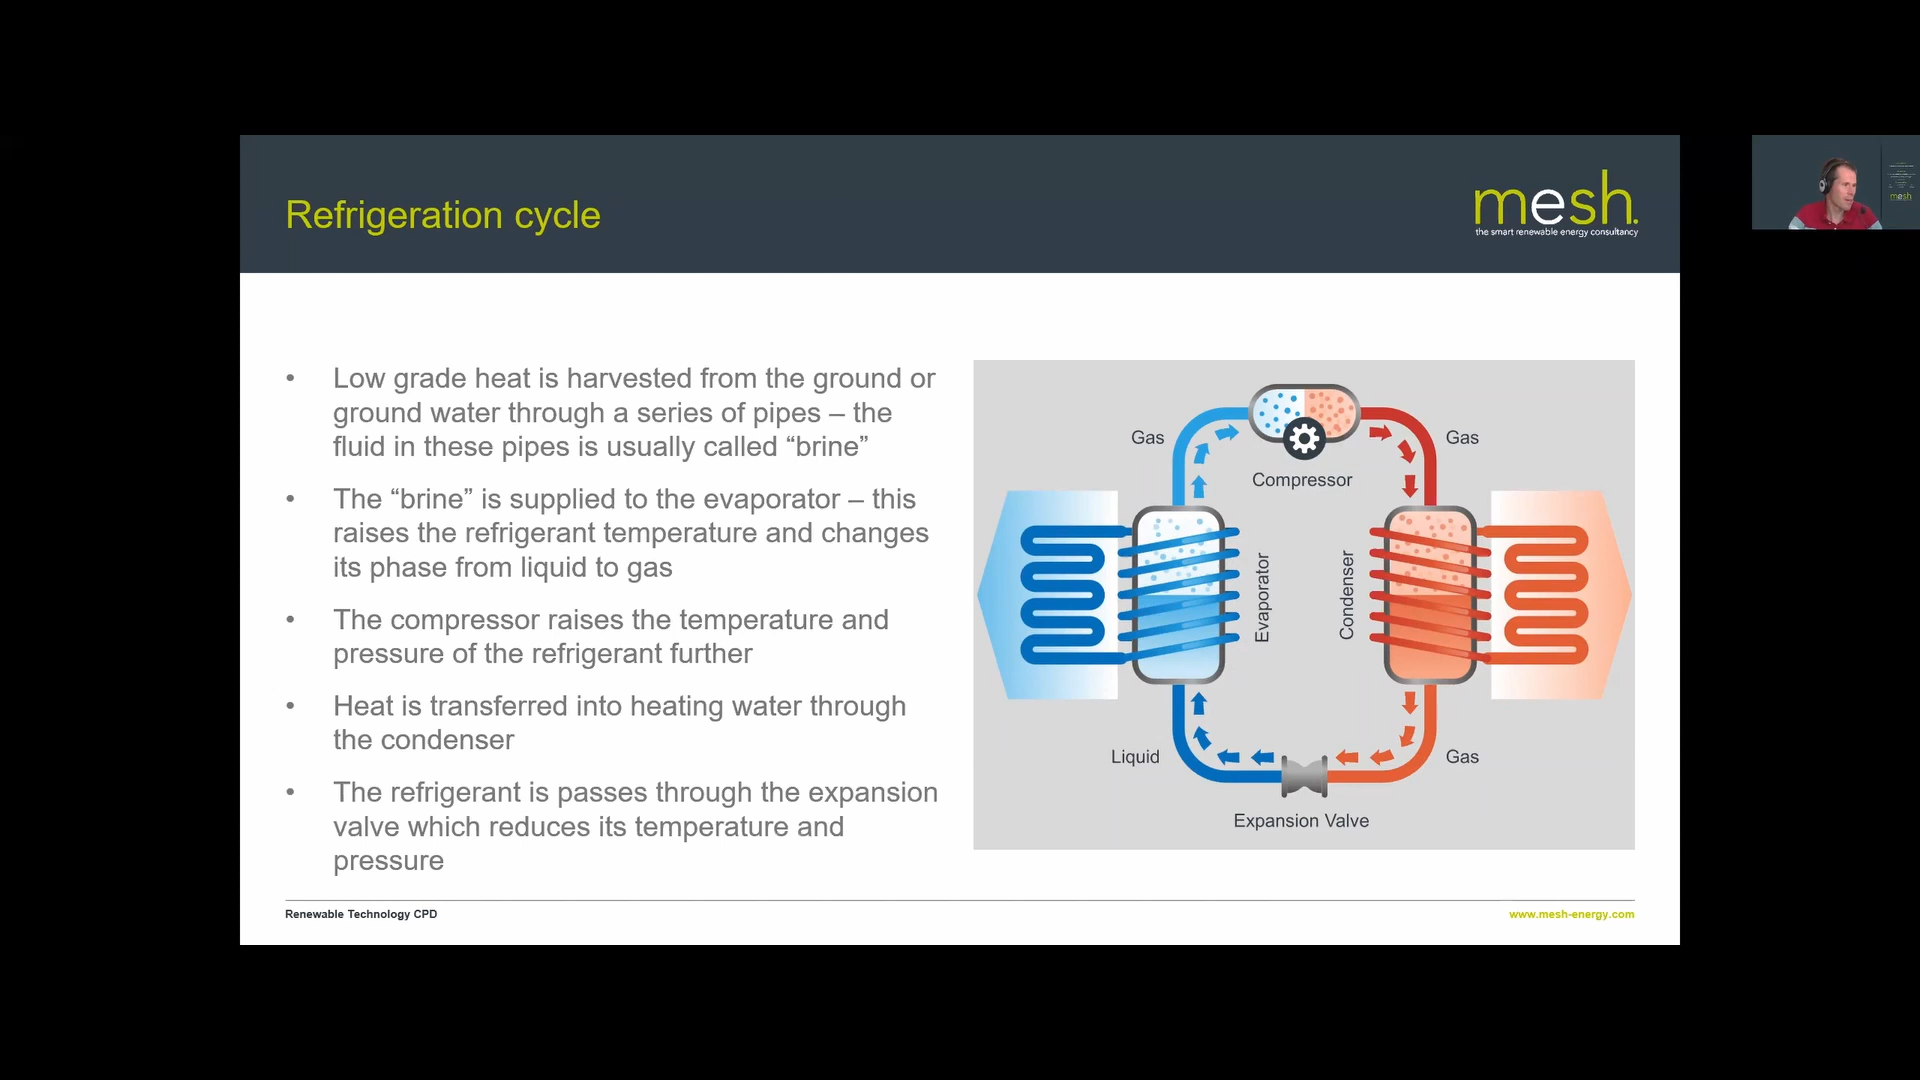 Refrigeration cycle
mesh.
the smart renewable energy consultancy
• Low grade heat is harvested from the ground or
ground water through a series of pipes – the
fluid in these pipes is usually called “brine”
• The “brine” is supplied to the evaporator – this
raises the refrigerant temperature and changes
its phase from liquid to gas
• The compressor raises the temperature and
pressure of the refrigerant further
• Heat is transferred into heating water through
the condenser
• The refrigerant is passes through the expansion
valve which reduces its temperature and
pressure
Gas
Gas
Compressor
Evaporator
Condenser
Liquid
Gas
Expansion Valve
Renewable Technology CPD
www.mesh-energy.com
mesh